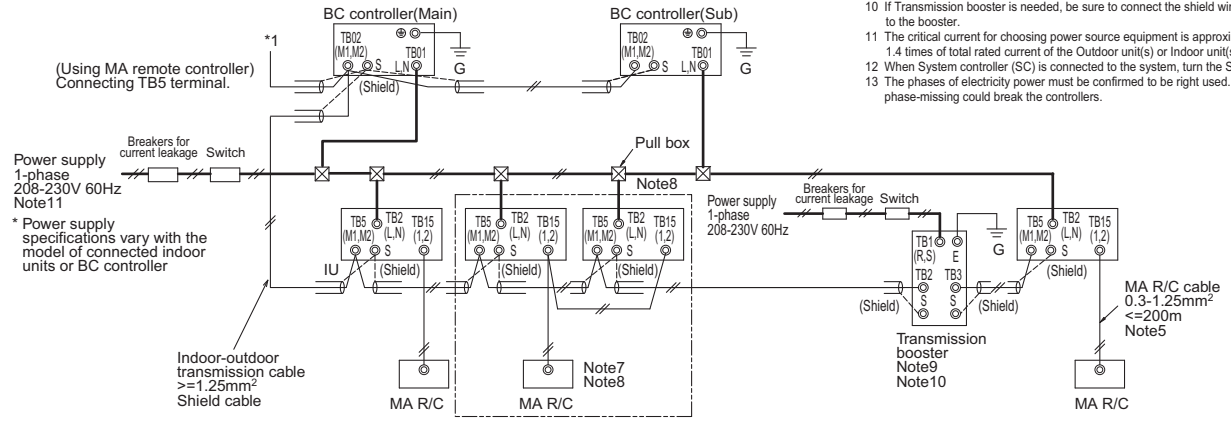 BC controller(Main)
BC controller(Sub)
10 If Transmission booster is needed, be sure to connect the shield
to the booster.
11 The critical current for choosing power source equipment is
1.4 times of total rated current of the Outdoor unit(s) or Indoor
12 When System controller (SC) is connected to the system, turn the
13 The phases of electricity power must be confirmed to be right used.
phase-missing could break the controllers.
*1
TB02
(M1,M2)
S
TB01
L,N
G
(Shield)
TB02
(M1,M2)
S
TB01
L,N
G
(Using MA remote controller)
Connecting TB5 terminal.
Pull box
Power supply
1-phase
208-230V 60Hz
Note11
Breakers for
current leakage
Switch
* Power supply
specifications vary with the
model of connected indoor
units or BC controller
Note8
Power supply
1-phase
208-230V 60Hz
Breakers for
current leakage
Switch
TB5
(M1,M2)
S
TB2
(L,N)
TB15
(1,2)
(Shield)
IU
TB5
(M1,M2)
S
TB2
(L,N)
TB15
(1,2)
(Shield)
TB5
(M1,M2)
S
TB2
(L,N)
TB15
(1,2)
(Shield)
TB1
(R,S)
E
G
TB2
TB3
S
S
(Shield)
(Shield)
TB5
(M1,M2)
S
TB2
(L,N)
TB15
(1,2)
(Shield)
MA R/C cable
0.3-1.25mm2
<=200m
Note5
Transmission
booster
Note9
Note10
Indoor-outdoor
transmission cable
>=1.25mm2
Shield cable
MA R/C
MA R/C
Note7
Note8
MA R/C